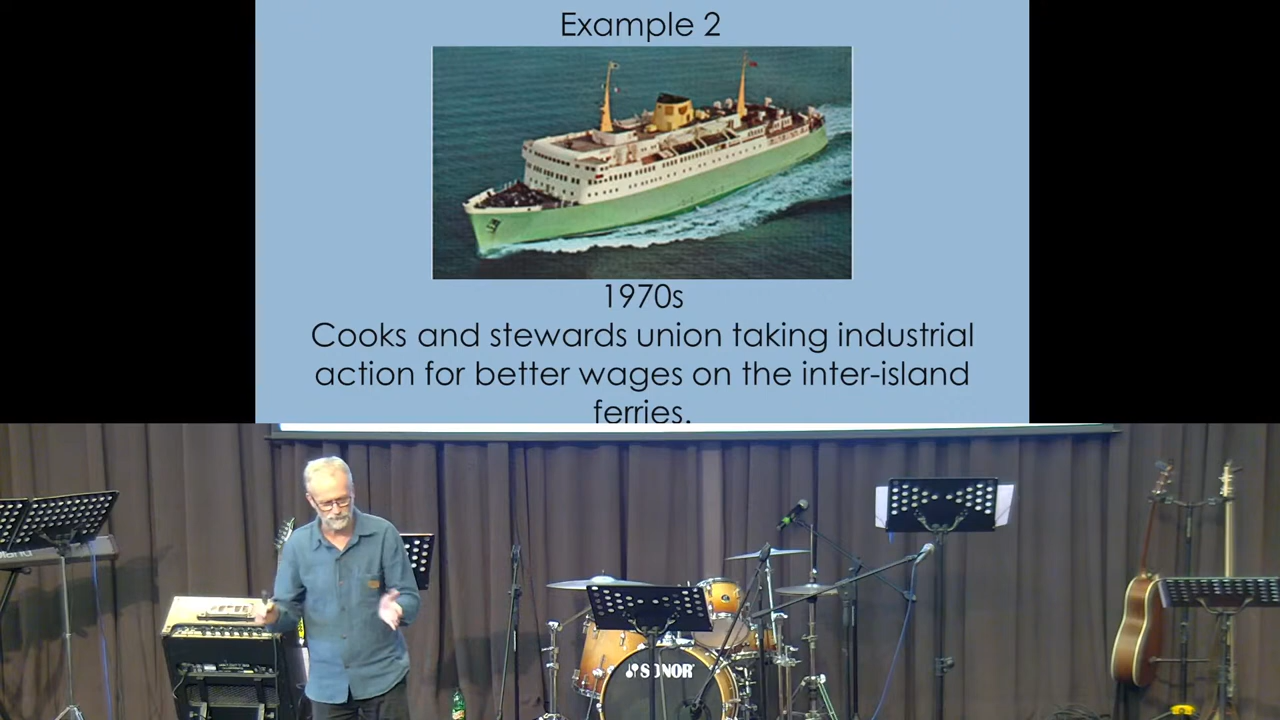 Example 2
1970s
Cooks and stewards union taking industrial
action for better wages on the inter-island
ferries.
SONOR